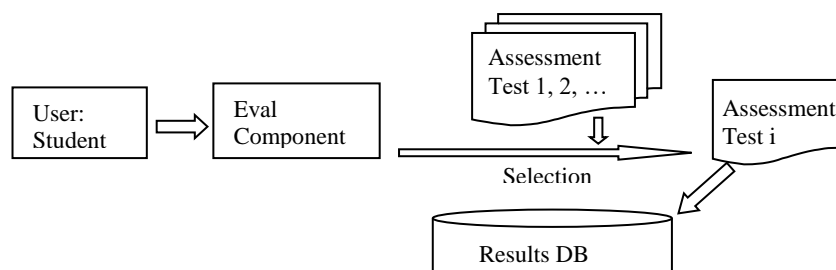 User:
Student
Eval
Component
Assessment
Test 1, 2, …
Selection
Assessment
Test i
Results DB